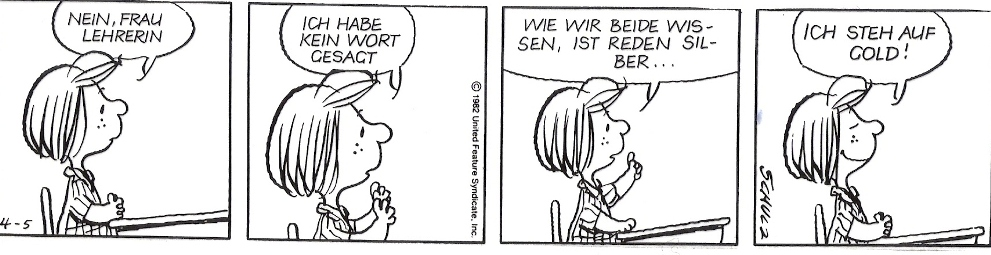 NEIN, FRAU
LEHRERIN
4-5
ICH HABE
KEIN WORT
GESAGT
© 1982 United Feature Syndicate, Inc.
WIE WIR BEIDE WIS-
SEN, IST REDEN SIL-
BER...
ICH STEH AUF
GOLD!
SCHULZ